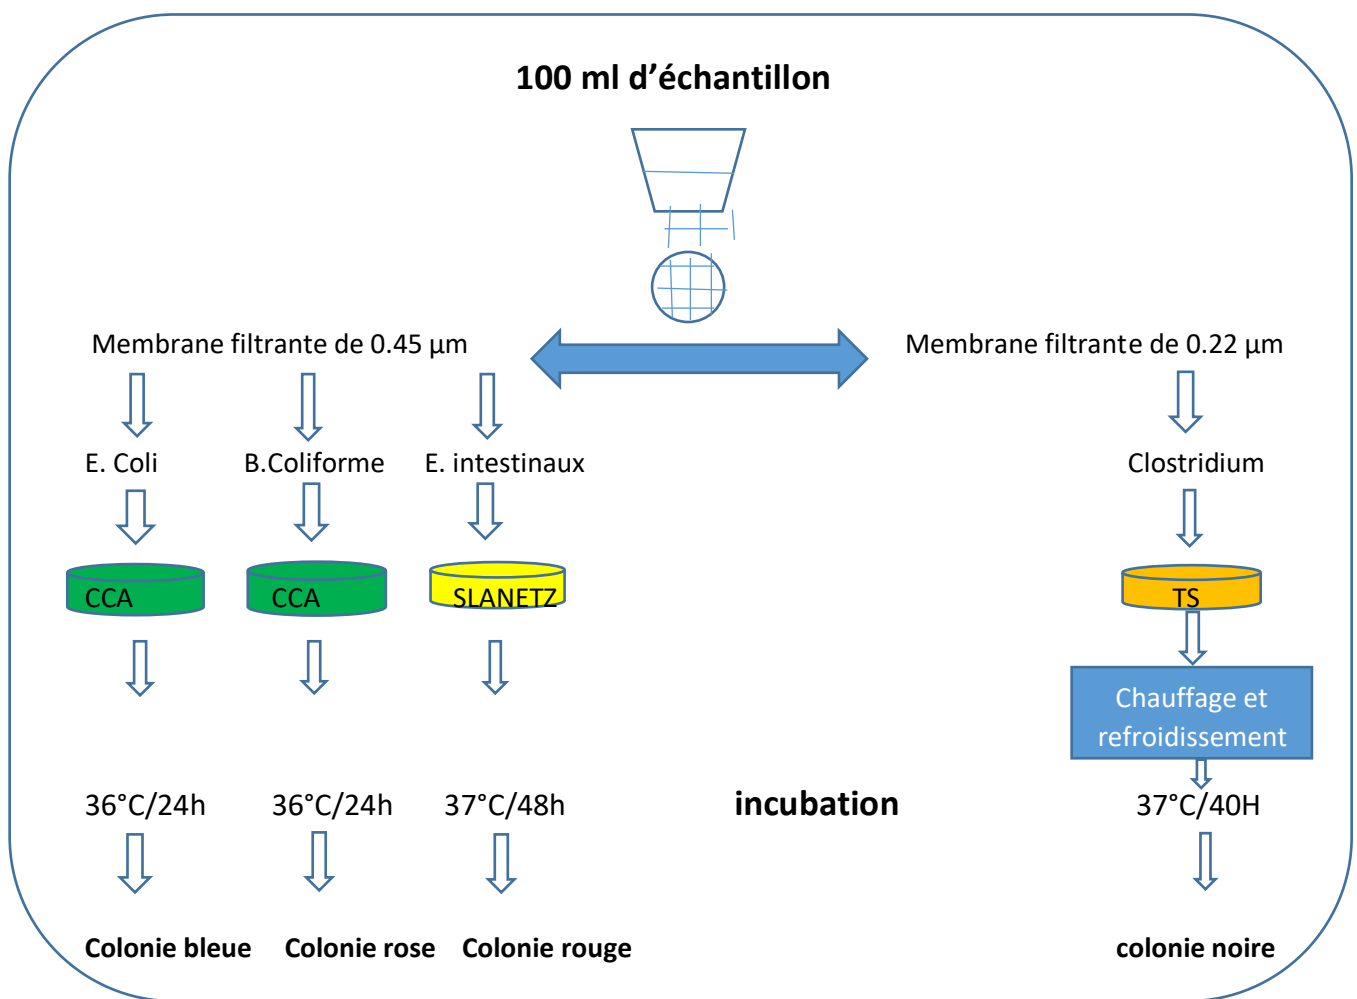 100 ml d’échantillon
Membrane filtrante de 0.45 µm
Membrane filtrante de 0.22 µm
E. Coli
B.Coliforme
E. intestinaux
Clostridium
CCA
CCA
SLANETZ
TS
Chauffage et
refroidissement
36°C/24h
36°C/24h
37°C/48h
incubation
37°C/40H
Colonie bleue
Colonie rose
Colonie rouge
colonie noire